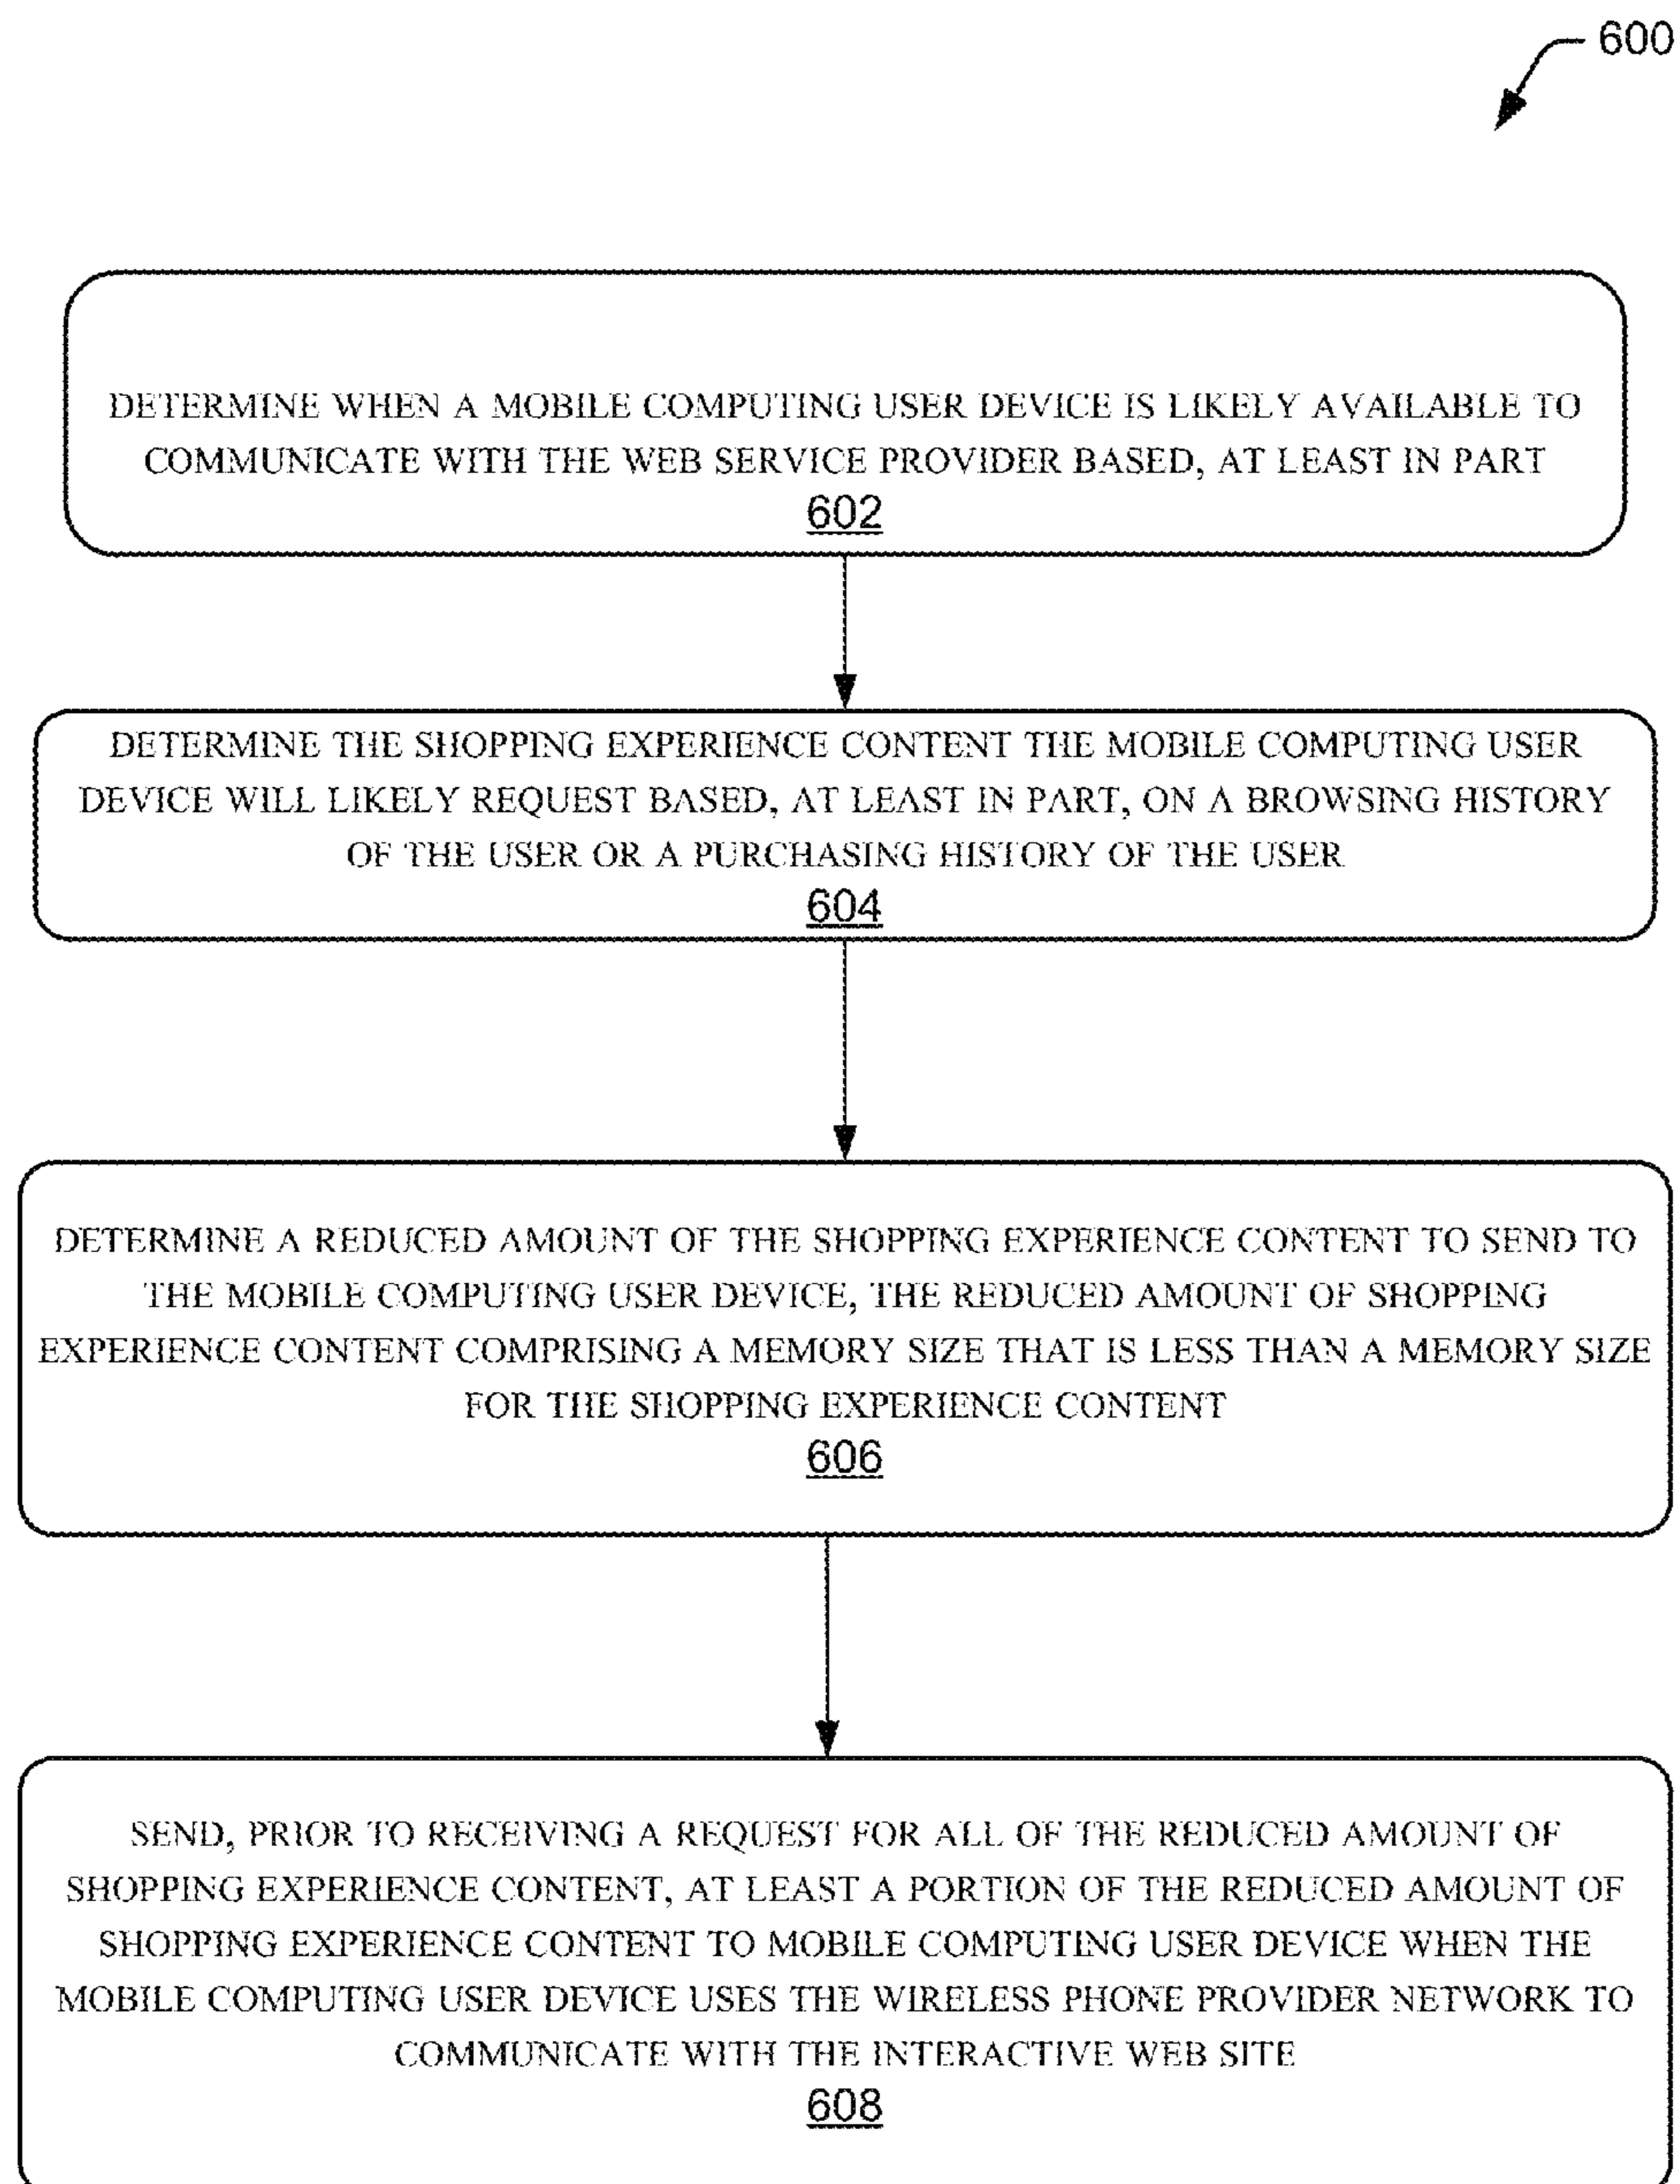 600
DETERMINE WHEN A MOBILE COMPUTING USER DEVICE IS LIKELY AVAILABLE TO
COMMUNICATE WITH THE WEB SERVICE PROVIDER BASED, AT LEAST IN PART
602
DETERMINE THE SHOPPING EXPERIENCE CONTENT THE MOBILE COMPUTING USER
DEVICE WILL LIKELY REQUEST BASED, AT LEAST IN PART, ON A BROWSING HISTORY
OF THE USER OR A PURCHASING HISTORY OF THE USER
604
DETERMINE A REDUCED AMOUNT OF THE SHOPPING EXPERIENCE CONTENT TO SEND TO
THE MOBILE COMPUTING USER DEVICE, THE REDUCED AMOUNT OF SHOPPING
EXPERIENCE CONTENT COMPRISING A MEMORY SIZE THAT IS LESS THAN A MEMORY SIZE
FOR THE SHOPPING EXPERIENCE CONTENT
606
SEND, PRIOR TO RECEIVING A REQUEST FOR ALL OF THE REDUCED AMOUNT OF
SHOPPING EXPERIENCE CONTENT, AT LEAST A PORTION OF THE REDUCED AMOUNT OF
SHOPPING EXPERIENCE CONTENT TO MOBILE COMPUTING USER DEVICE WHEN THE
MOBILE COMPUTING USER DEVICE USES THE WIRELESS PHONE PROVIDER NETWORK TO
COMMUNICATE WITH THE INTERACTIVE WEB SITE
608